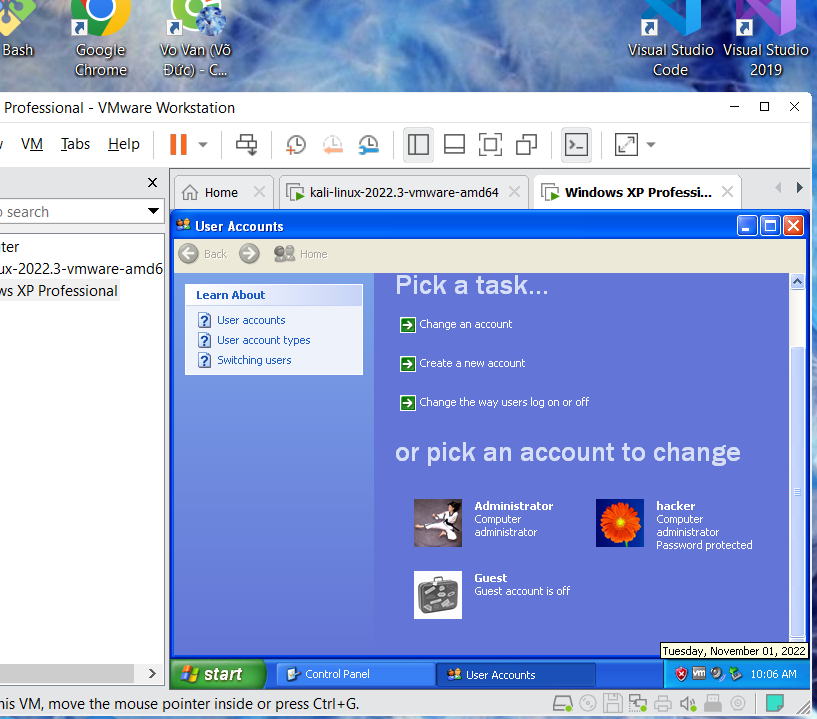 Bash
Google
Chrome
Vo Van (Võ
Đức) - C...
Visual Studio
Code
Visual Studio
2019
Professional - VMware Workstation
VM
Tabs
Help
search
Home
kali-linux-2022.3-vmware-amd64
Windows XP Professi...
ter
ux-2022.3-vmware-amd6
ws XP Professional
User Accounts
Back
Home
Learn About
User accounts
User account types
Switching users
Pick a task...
Change an account
Create a new account
Change the way users log on or off
or pick an account to change
Administrator
Computer
administrator
hacker
Computer
administrator
Password protected
Guest
Guest account is off
Tuesday, November 01, 2022
start
Control Panel
User Accounts
10:06 AM
his VM, move the mouse pointer inside or press Ctrl+G.